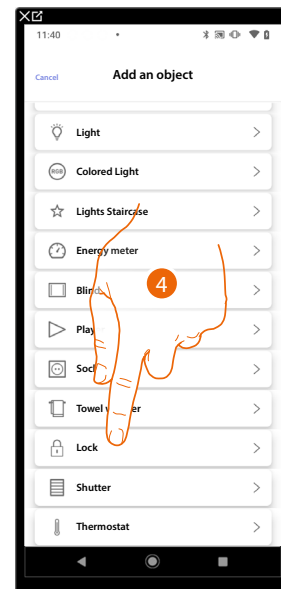 11:40
Cancel Add an object
Light
RGB Colored Light
Lights Staircase
Energy meter
4
Lock
Shutter
Thermostat